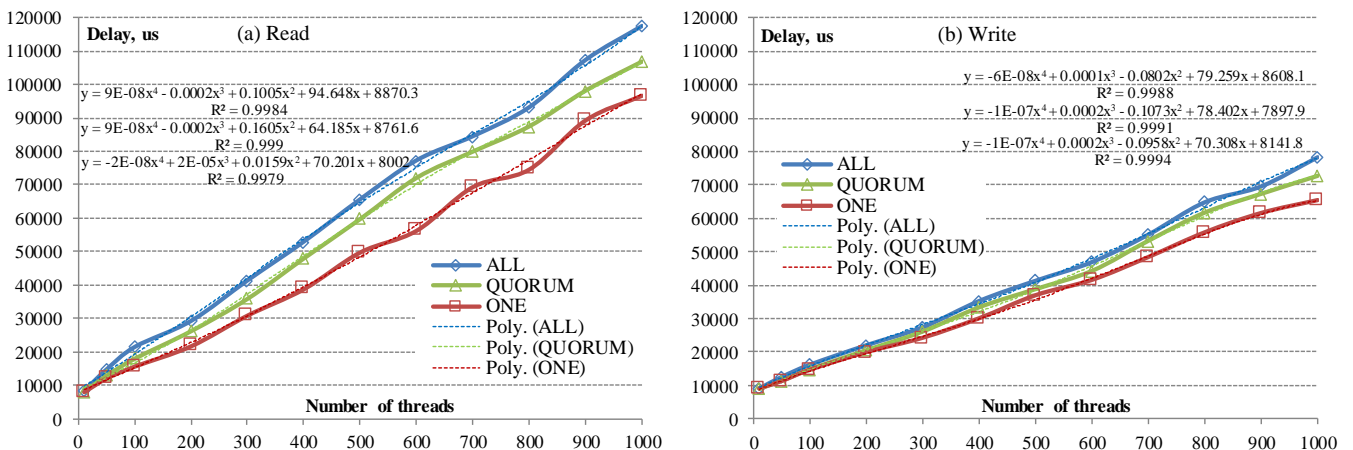 120000
110000
100000
90000
80000
70000
60000
50000
40000
30000
20000
10000
0
Delay, us
(a) Read
y = 9E-08x⁴ - 0.0002x³ + 0.1005x² + 94.648x + 8870.3
R² = 0.9984
y = 9E-08x⁴ - 0.0002x³ + 0.1605x² + 64.185x + 8761.6
R² = 0.999
y = -2E-08x⁴ + 2E-05x³ + 0.0159x² + 70.201x + 8002
R² = 0.9979
ALL
QUORUM
ONE
Poly. (ALL)
Poly. (QUORUM)
Poly. (ONE)
Number of threads
0 100 200 300 400 500 600 700 800 900 1000
120000
110000
100000
90000
80000
70000
60000
50000
40000
30000
20000
10000
0
Delay, us
(b) Write
y = -6E-08x⁴ + 0.0001x³ - 0.0802x² + 79.259x + 8608.1
R² = 0.9988
y = -1E-07x⁴ + 0.0002x³ - 0.1073x² + 78.402x + 7897.9
R² = 0.9991
y = -1E-07x⁴ + 0.0002x³ - 0.0958x² + 70.308x + 8141.8
R² = 0.9994
ALL
QUORUM
ONE
Poly. (ALL)
Poly. (QUORUM)
Poly. (ONE)
Number of threads
0 100 200 300 400 500 600 700 800 900 1000